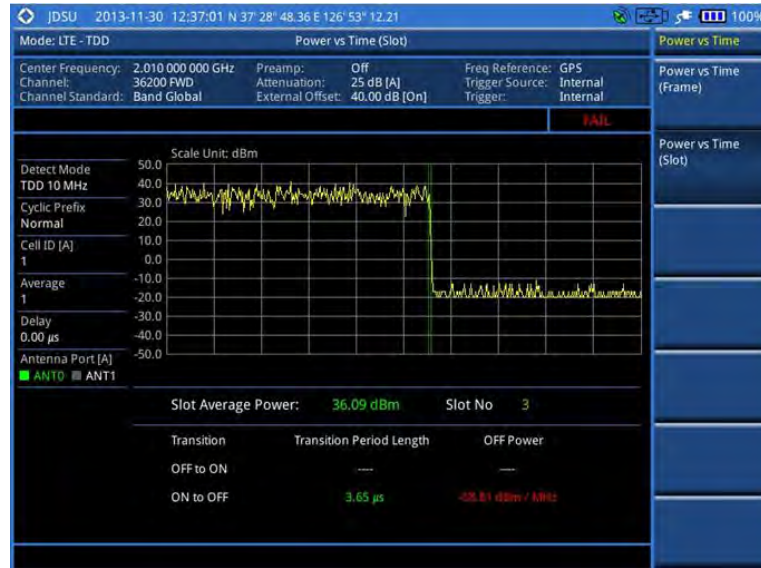 JDSU 2013-11-30 12:37:01 N 37° 28" 48.36 E 126° 53" 12.21 100%
Mode: LTE - TDD Power vs Time (Slot) Power vs Time
Center Frequency: 2.010 000 000 GHz Preamp: Off Freq Reference: GPS
Channel: 36200 FWD Attenuation: 25 dB [A] Trigger Source: Internal
Channel Standard: Band Global External Offset: 40.00 dB [On] Trigger: Internal
Power vs Time
(Frame)
FAIL
Power vs Time
(Slot)
Scale Unit: dBm
Detect Mode
TDD 10 MHz
Cyclic Prefix
Normal
Cell ID [A]
1
Average
1
Delay
0.00 μs
Antenna Port [A]
ANT0 ANT1
50.0
40.0
30.0
20.0
10.0
0.0
-10.0
-20.0
-30.0
-40.0
-50.0
Slot Average Power: 36.09 dBm Slot No 3
Transition Transition Period Length OFF Power
OFF to ON ---- ----
ON to OFF 3.65 μs dBm / MHz